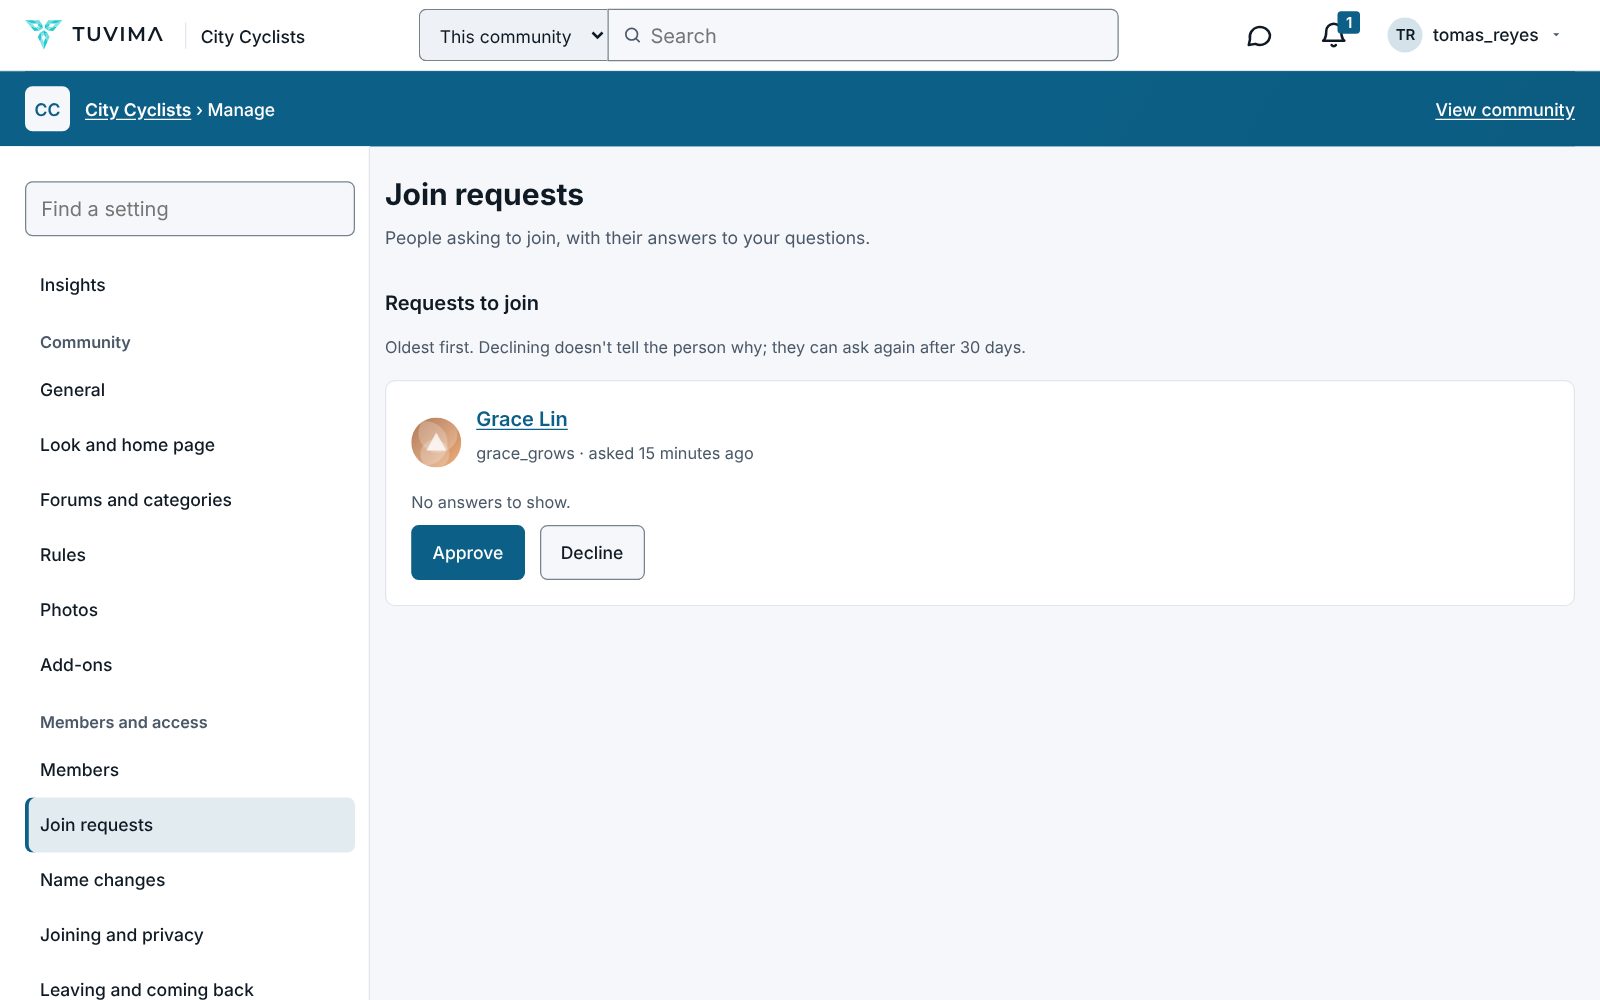 TUVIMA
City Cyclists
This community
Search
1
TR
tomas_reyes
CC
City Cyclists › Manage
View community
Find a setting
Insights
Community
General
Look and home page
Forums and categories
Rules
Photos
Add-ons
Members and access
Members
Join requests
Name changes
Joining and privacy
Leaving and coming back
Join requests
People asking to join, with their answers to your questions.
Requests to join
Oldest first. Declining doesn't tell the person why; they can ask again after 30 days.
Grace Lin
grace_grows · asked 15 minutes ago
No answers to show.
Approve
Decline